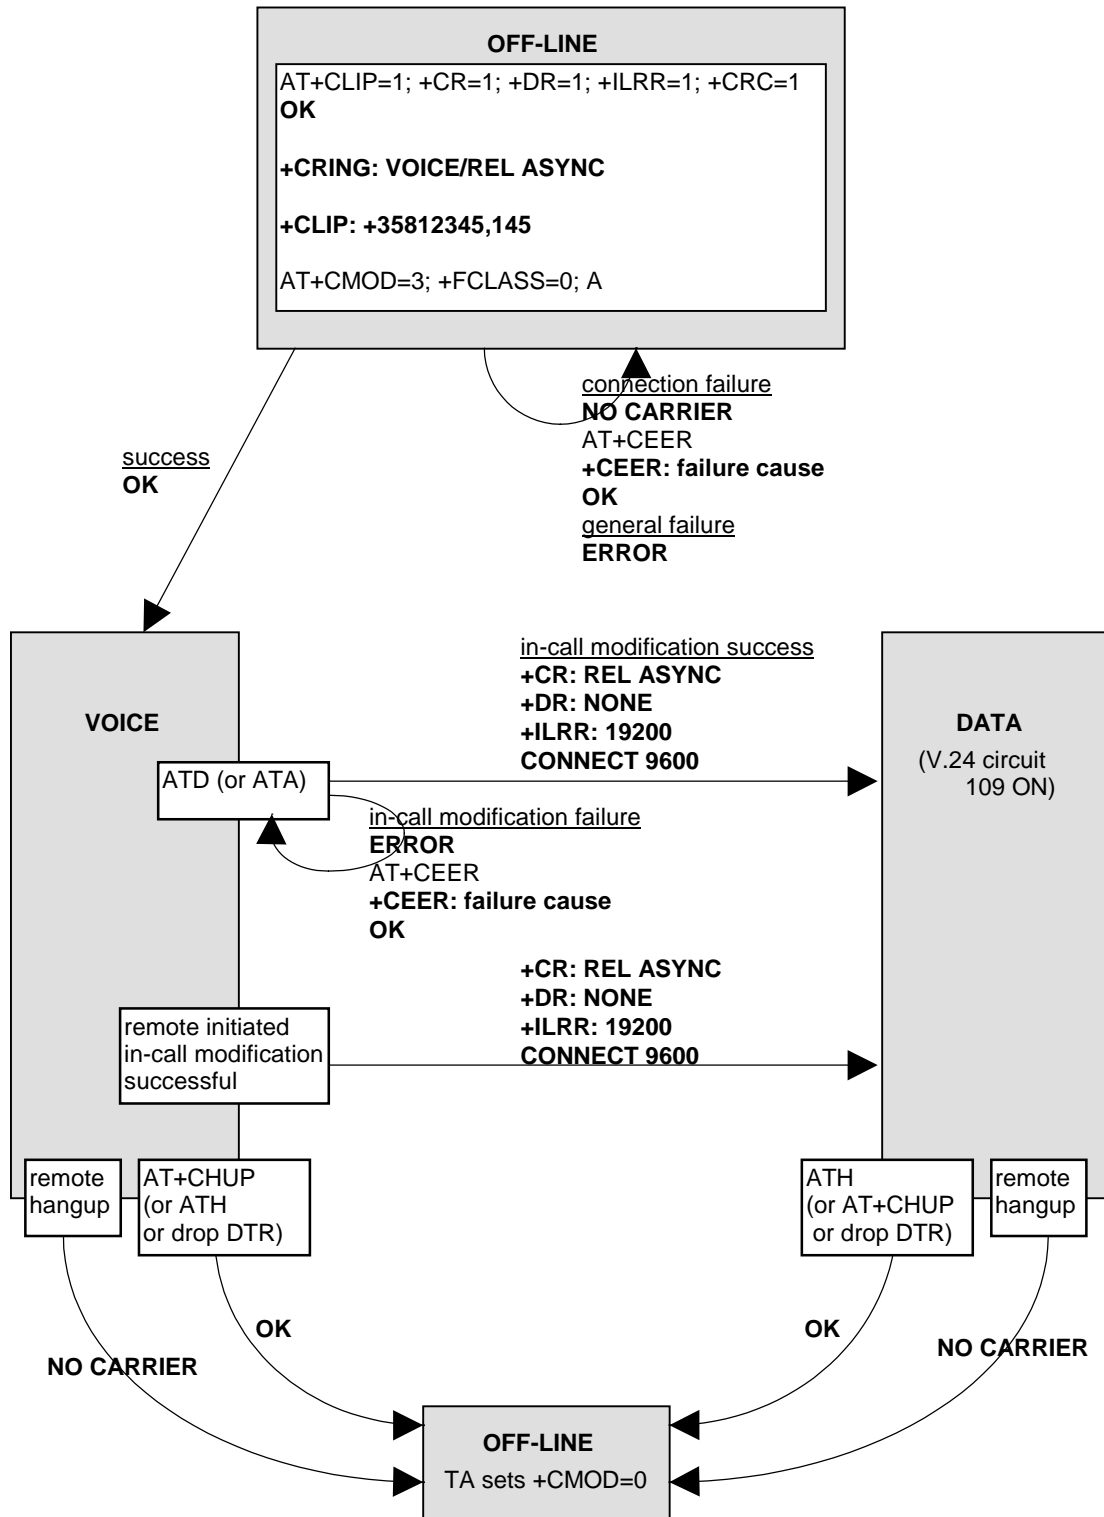 OFF-LINE
AT+CLIP=1; +CR=1; +DR=1; +ILRR=1; +CRC=1
OK
+CRING: VOICE/REL ASYNC
+CLIP: +35812345,145
AT+CMOD=3; +FCLASS=0; A
connection failure
NO CARRIER
AT+CEER
+CEER: failure cause
OK
general failure
ERROR
success
OK
VOICE
in-call modification success
+CR: REL ASYNC
+DR: NONE
+ILRR: 19200
CONNECT 9600
DATA
(V.24 circuit
109 ON)
ATD (or ATA)
in-call modification failure
ERROR
AT+CEER
+CEER: failure cause
OK
+CR: REL ASYNC
+DR: NONE
+ILRR: 19200
CONNECT 9600
remote initiated
in-call modification
successful
remote
hangup
AT+CHUP
(or ATH
or drop DTR)
ATH
(or AT+CHUP
or drop DTR)
remote
hangup
OK
NO CARRIER
OK
NO CARRIER
OFF-LINE
TA sets +CMOD=0